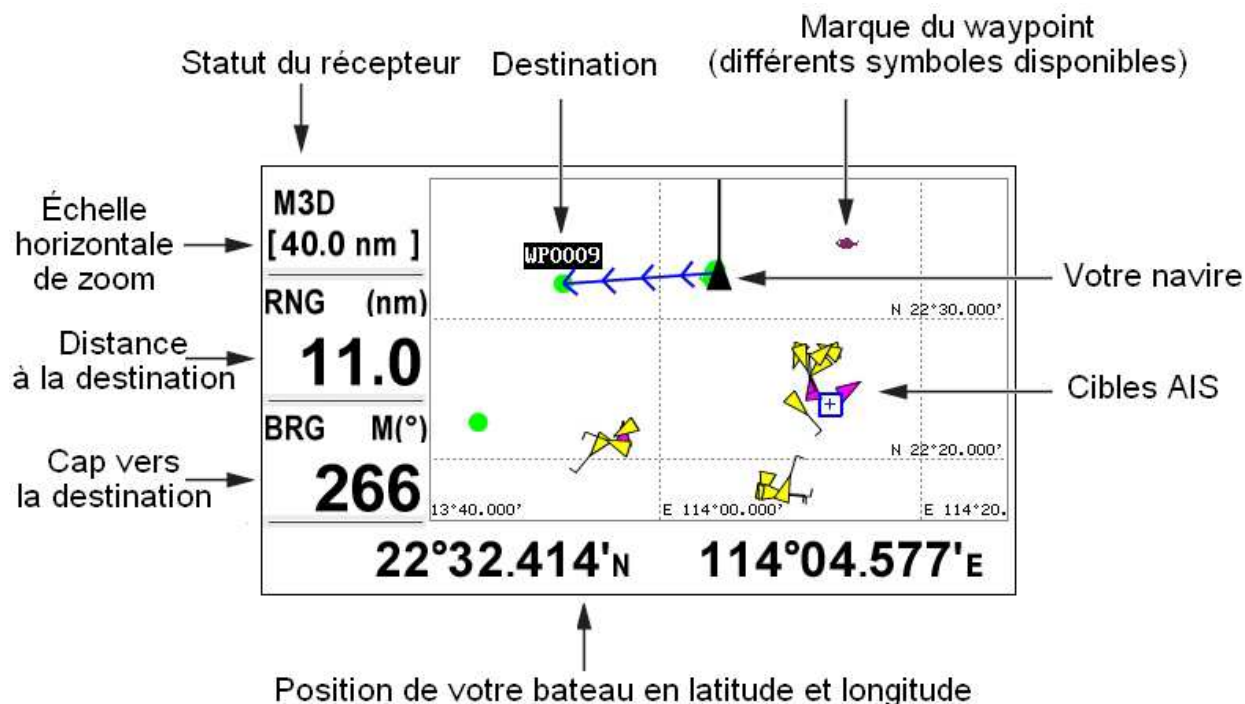 Marque du waypoint
(différents symboles disponibles)
Statut du récepteur
Destination
M3D
[40.0 nm ]
Échelle
horizontale
de zoom
WP0009
Votre navire
RNG (nm)
11.0
N 22°30.000'
Distance
à la destination
Cibles AIS
BRG M(°)
266
N 22°20.000'
Cap vers
la destination
13°40.000'
E 114°00.000'
E 114°20.
22°32.414'N 114°04.577'E
Position de votre bateau en latitude et longitude